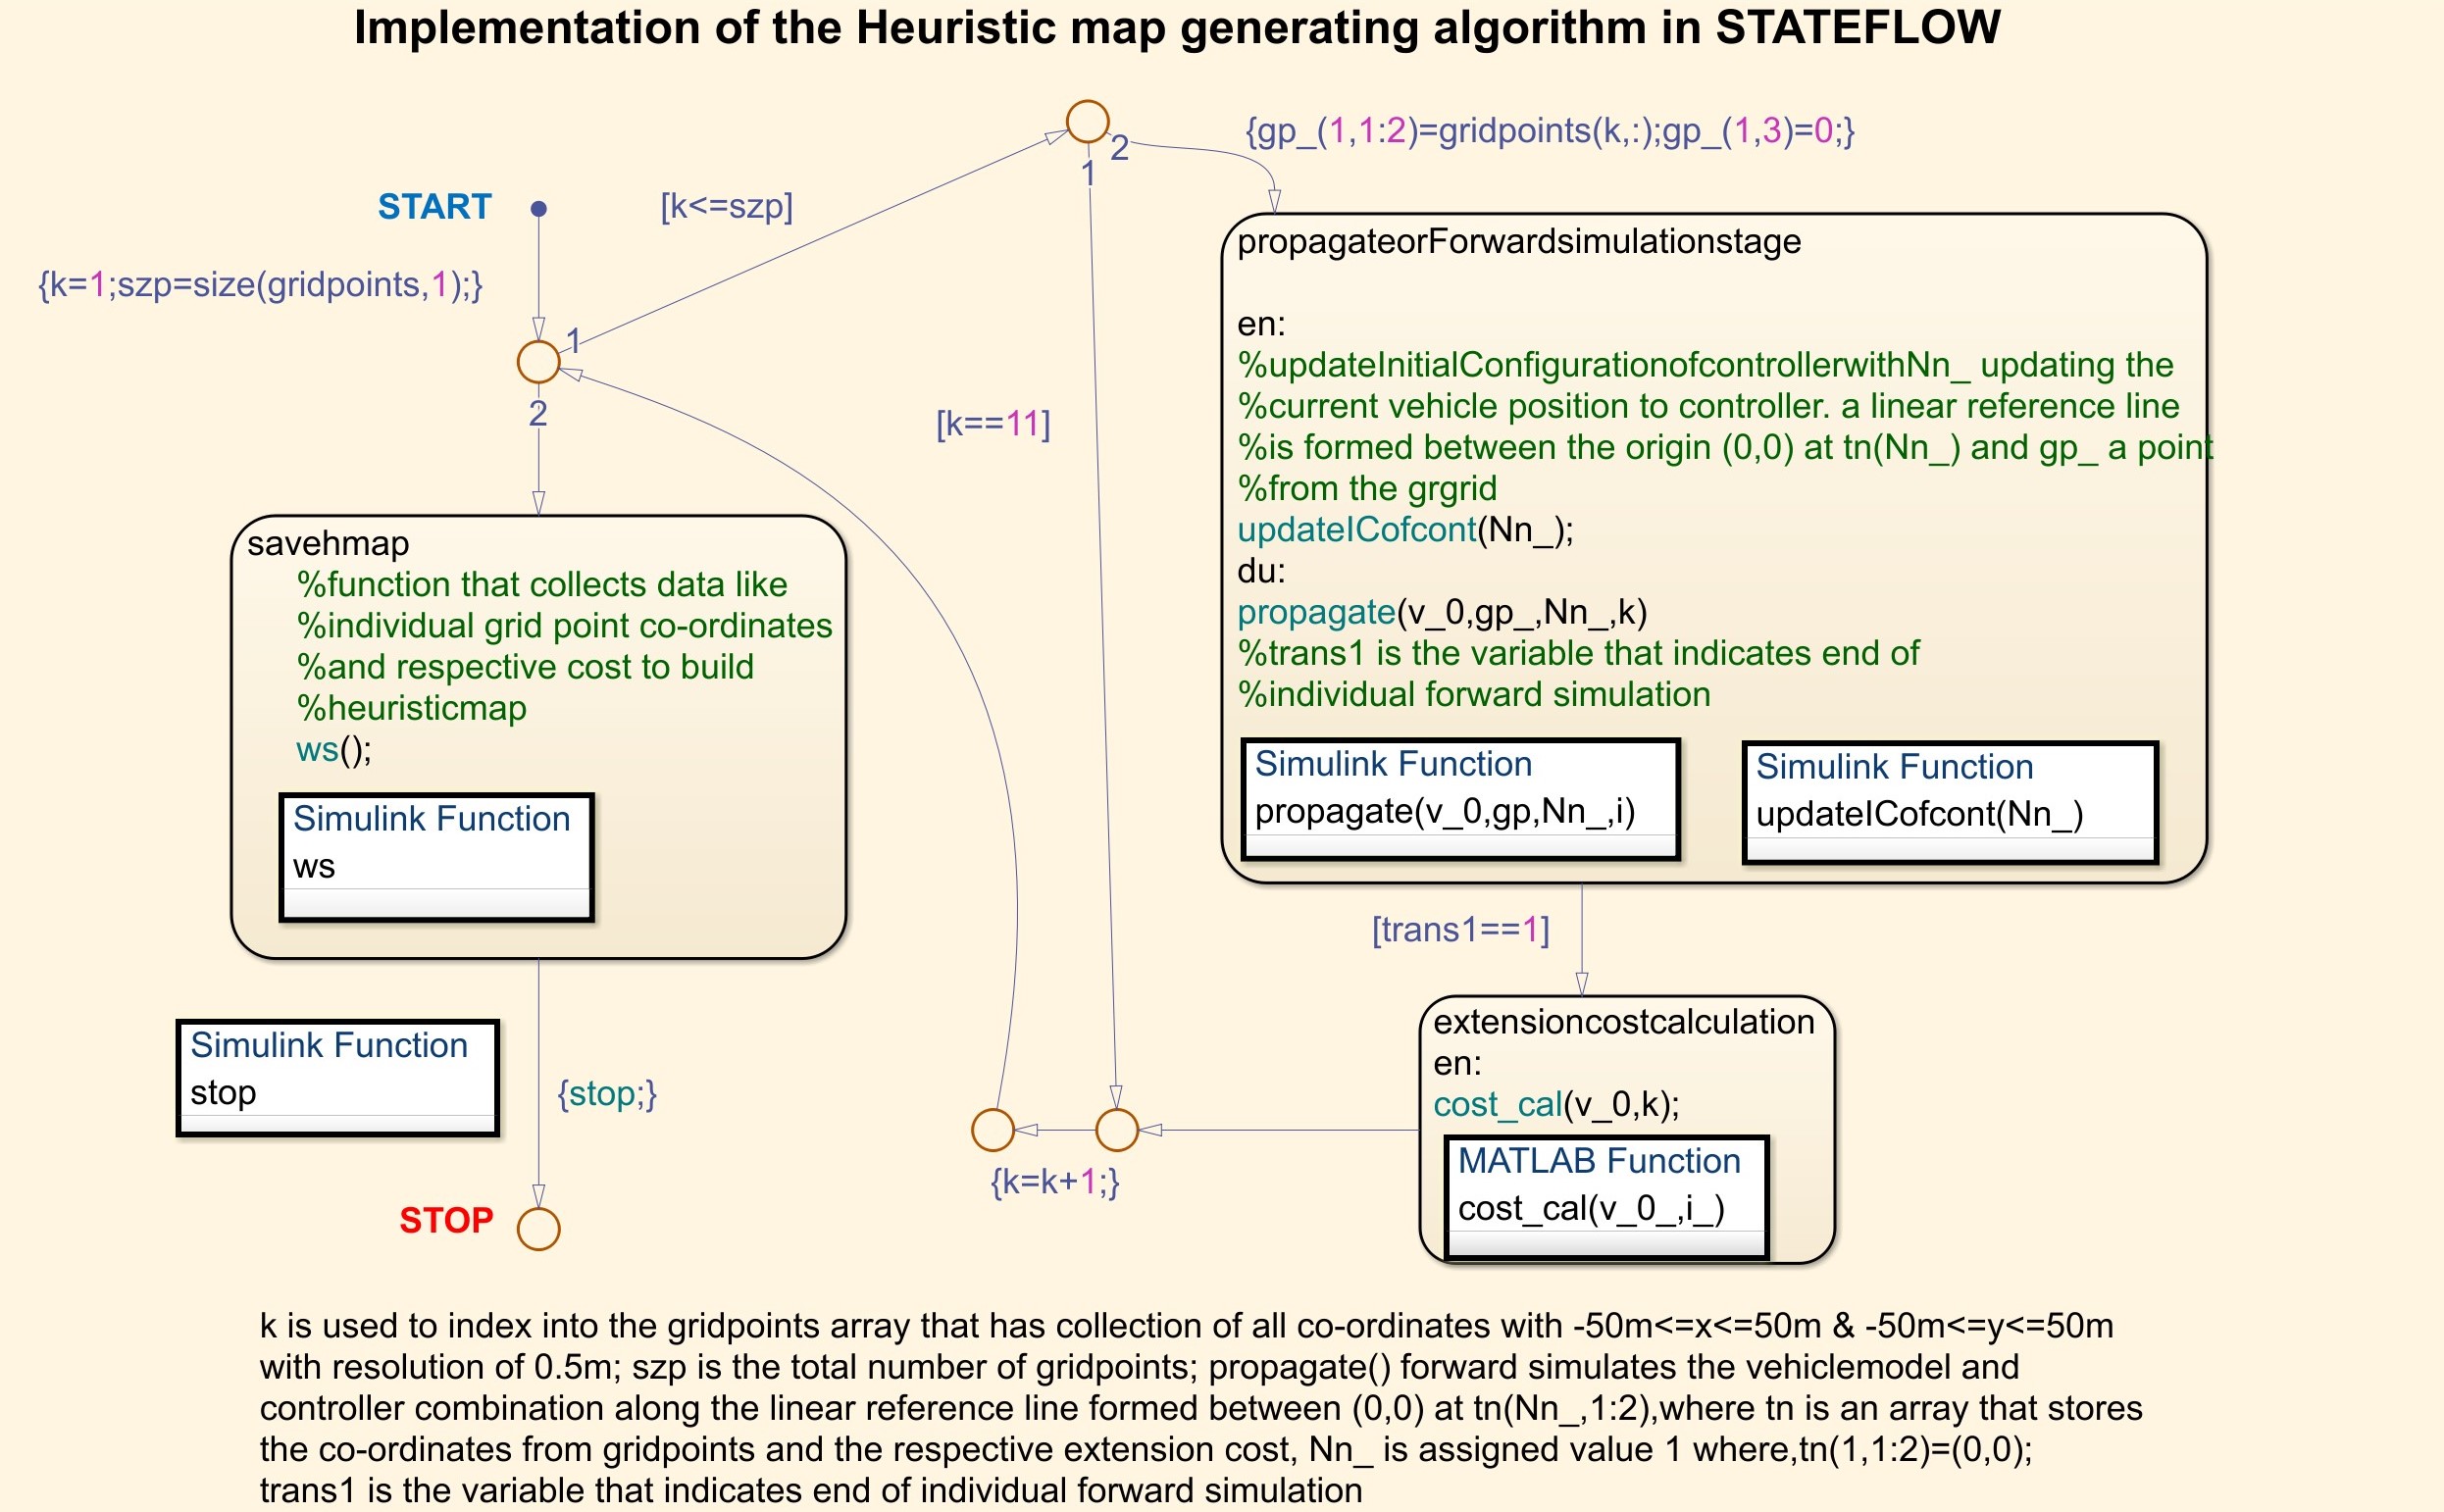 Implementation of the Heuristic map generating algorithm in STATEFLOW
{gp_(1,1:2)=gridpoints(k,:);gp_(1,3)=0;}
2
1
START
[k<=szp]
{k=1;szp=size(gridpoints,1);}
1
2
[k==11]
propagateorForwardsimulationstage
en:
%updateInitialConfigurationofcontrollerwithNn_ updating the
%current vehicle position to controller. a linear reference line
%is formed between the origin (0,0) at tn(Nn_) and gp_ a point
%from the grgrid
updateICofcont(Nn_);
du:
propagate(v_0,gp_,Nn_,k)
%trans1 is the variable that indicates end of
%individual forward simulation
Simulink Function
propagate(v_0,gp,Nn_,i)
Simulink Function
updateICofcont(Nn_)
savehmap
%function that collects data like
%individual grid point co-ordinates
%and respective cost to build
%heuristicmap
ws();
Simulink Function
ws
[trans1==1]
extensioncostcalculation
en:
cost_cal(v_0,k);
MATLAB Function
cost_cal(v_0_,i_)
Simulink Function
stop
{stop;}
{k=k+1;}
STOP
k is used to index into the gridpoints array that has collection of all co-ordinates with -50m<=x<=50m & -50m<=y<=50m
with resolution of 0.5m; szp is the total number of gridpoints; propagate() forward simulates the vehiclemodel and
controller combination along the linear reference line formed between (0,0) at tn(Nn_,1:2),where tn is an array that stores
the co-ordinates from gridpoints and the respective extension cost, Nn_ is assigned value 1 where,tn(1,1:2)=(0,0);
trans1 is the variable that indicates end of individual forward simulation